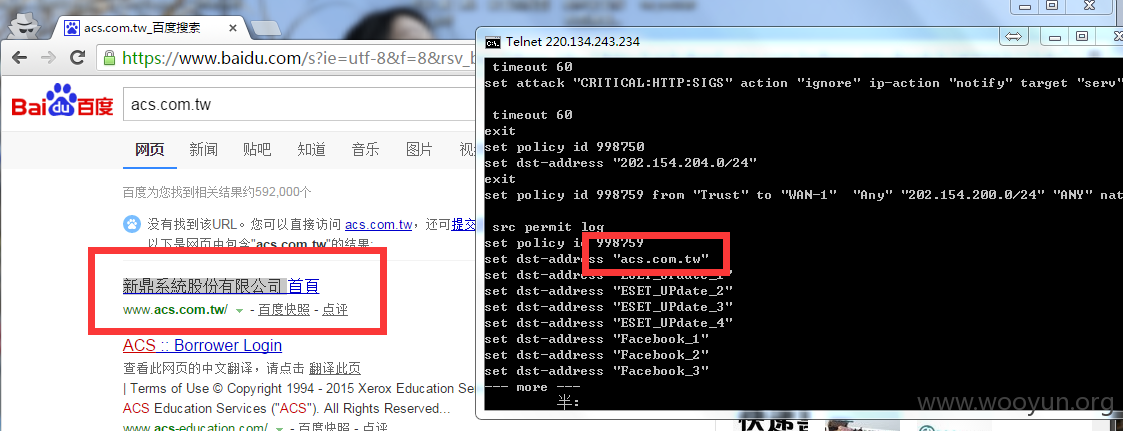 acs.com.tw_百度搜索
https://www.baidu.com/s?ie=utf-8&f=8&rsv_b
Bai 百度
acs.com.tw
网页 新闻 贴吧 知道 音乐 图片
百度为您找到相关结果约592,000个
没有找到该URL。您可以直接访问 acs.com.tw，还可提交
以下是网页中包含"acs.com.tw"的结果:
新鼎系統股份有限公司 首頁
www.acs.com.tw/ - 百度快照 - 点评
ACS :: Borrower Login
查看此网页的中文翻译，请点击 翻译此页
| Terms of Use © Copyright 1994 - 2015 Xerox Education Se
ACS Education Services ("ACS"). All Rights Reserved...
www.acs-education.com/ - 百度快照 - 点评
Telnet 220.134.243.234
timeout 60
set attack "CRITICAL:HTTP:SIGS" action "ignore" ip-action "notify" target "serv"
timeout 60
exit
set policy id 998750
set dst-address "202.154.204.0/24"
exit
set policy id 998759 from "Trust" to "WAN-1" "Any" "202.154.200.0/24" "ANY" nat
src permit log
set policy id 998759
set dst-address "acs.com.tw"
set dst-address "ESET_UPdate_1"
set dst-address "ESET_UPdate_2"
set dst-address "ESET_UPdate_3"
set dst-address "ESET_UPdate_4"
set dst-address "Facebook_1"
set dst-address "Facebook_2"
set dst-address "Facebook_3"
--- more ---
半:
www.wooyun.org